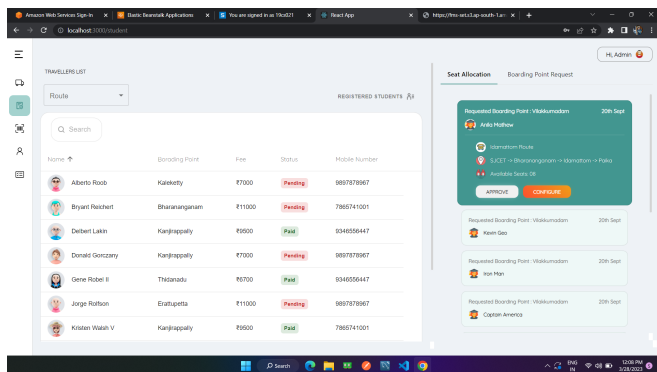 Amazon Web Services Sign-In
Elastic Beanstalk Applications
You are signed in as 19cs021
React App
https://fms-set.s3.ap-south-1.am
localhost:3000/student
Hi, Admin
TRAVELLERS LIST
Route
REGISTERED STUDENTS
Search
Name Borading Point Fee Status Mobile Number
Alberto Roob Kaleketty ₹7000 Pending 9897878967
Bryant Reichert Bharananganam ₹11000 Pending 7865741001
Delbert Lakin Kanjirappally ₹9500 Paid 9346556447
Donald Gorczany Kanjirappally ₹7000 Pending 9897878967
Gene Robel II Thidanadu ₹6700 Paid 9346556447
Jorge Rolfson Erattupetta ₹11000 Pending 9897878967
Kristen Walsh V Kanjirappally ₹9500 Paid 7865741001
Seat Allocation Boarding Point Request
Requested Boarding Point : Vilakkumadam 20th Sept
Anita Mathew
Idamattom Route
SJCET -> Bharananganam -> Idamattom -> Paika
Available Seats: 08
APPROVE CONFIGURE
Requested Boarding Point : Vilakkumadam 20th Sept
Kevin Geo
Requested Boarding Point : Vilakkumadam 20th Sept
Iron Man
Requested Boarding Point : Vilakkumadam 20th Sept
Captain America
Search
ENG
IN
12:08 PM
3/28/2023